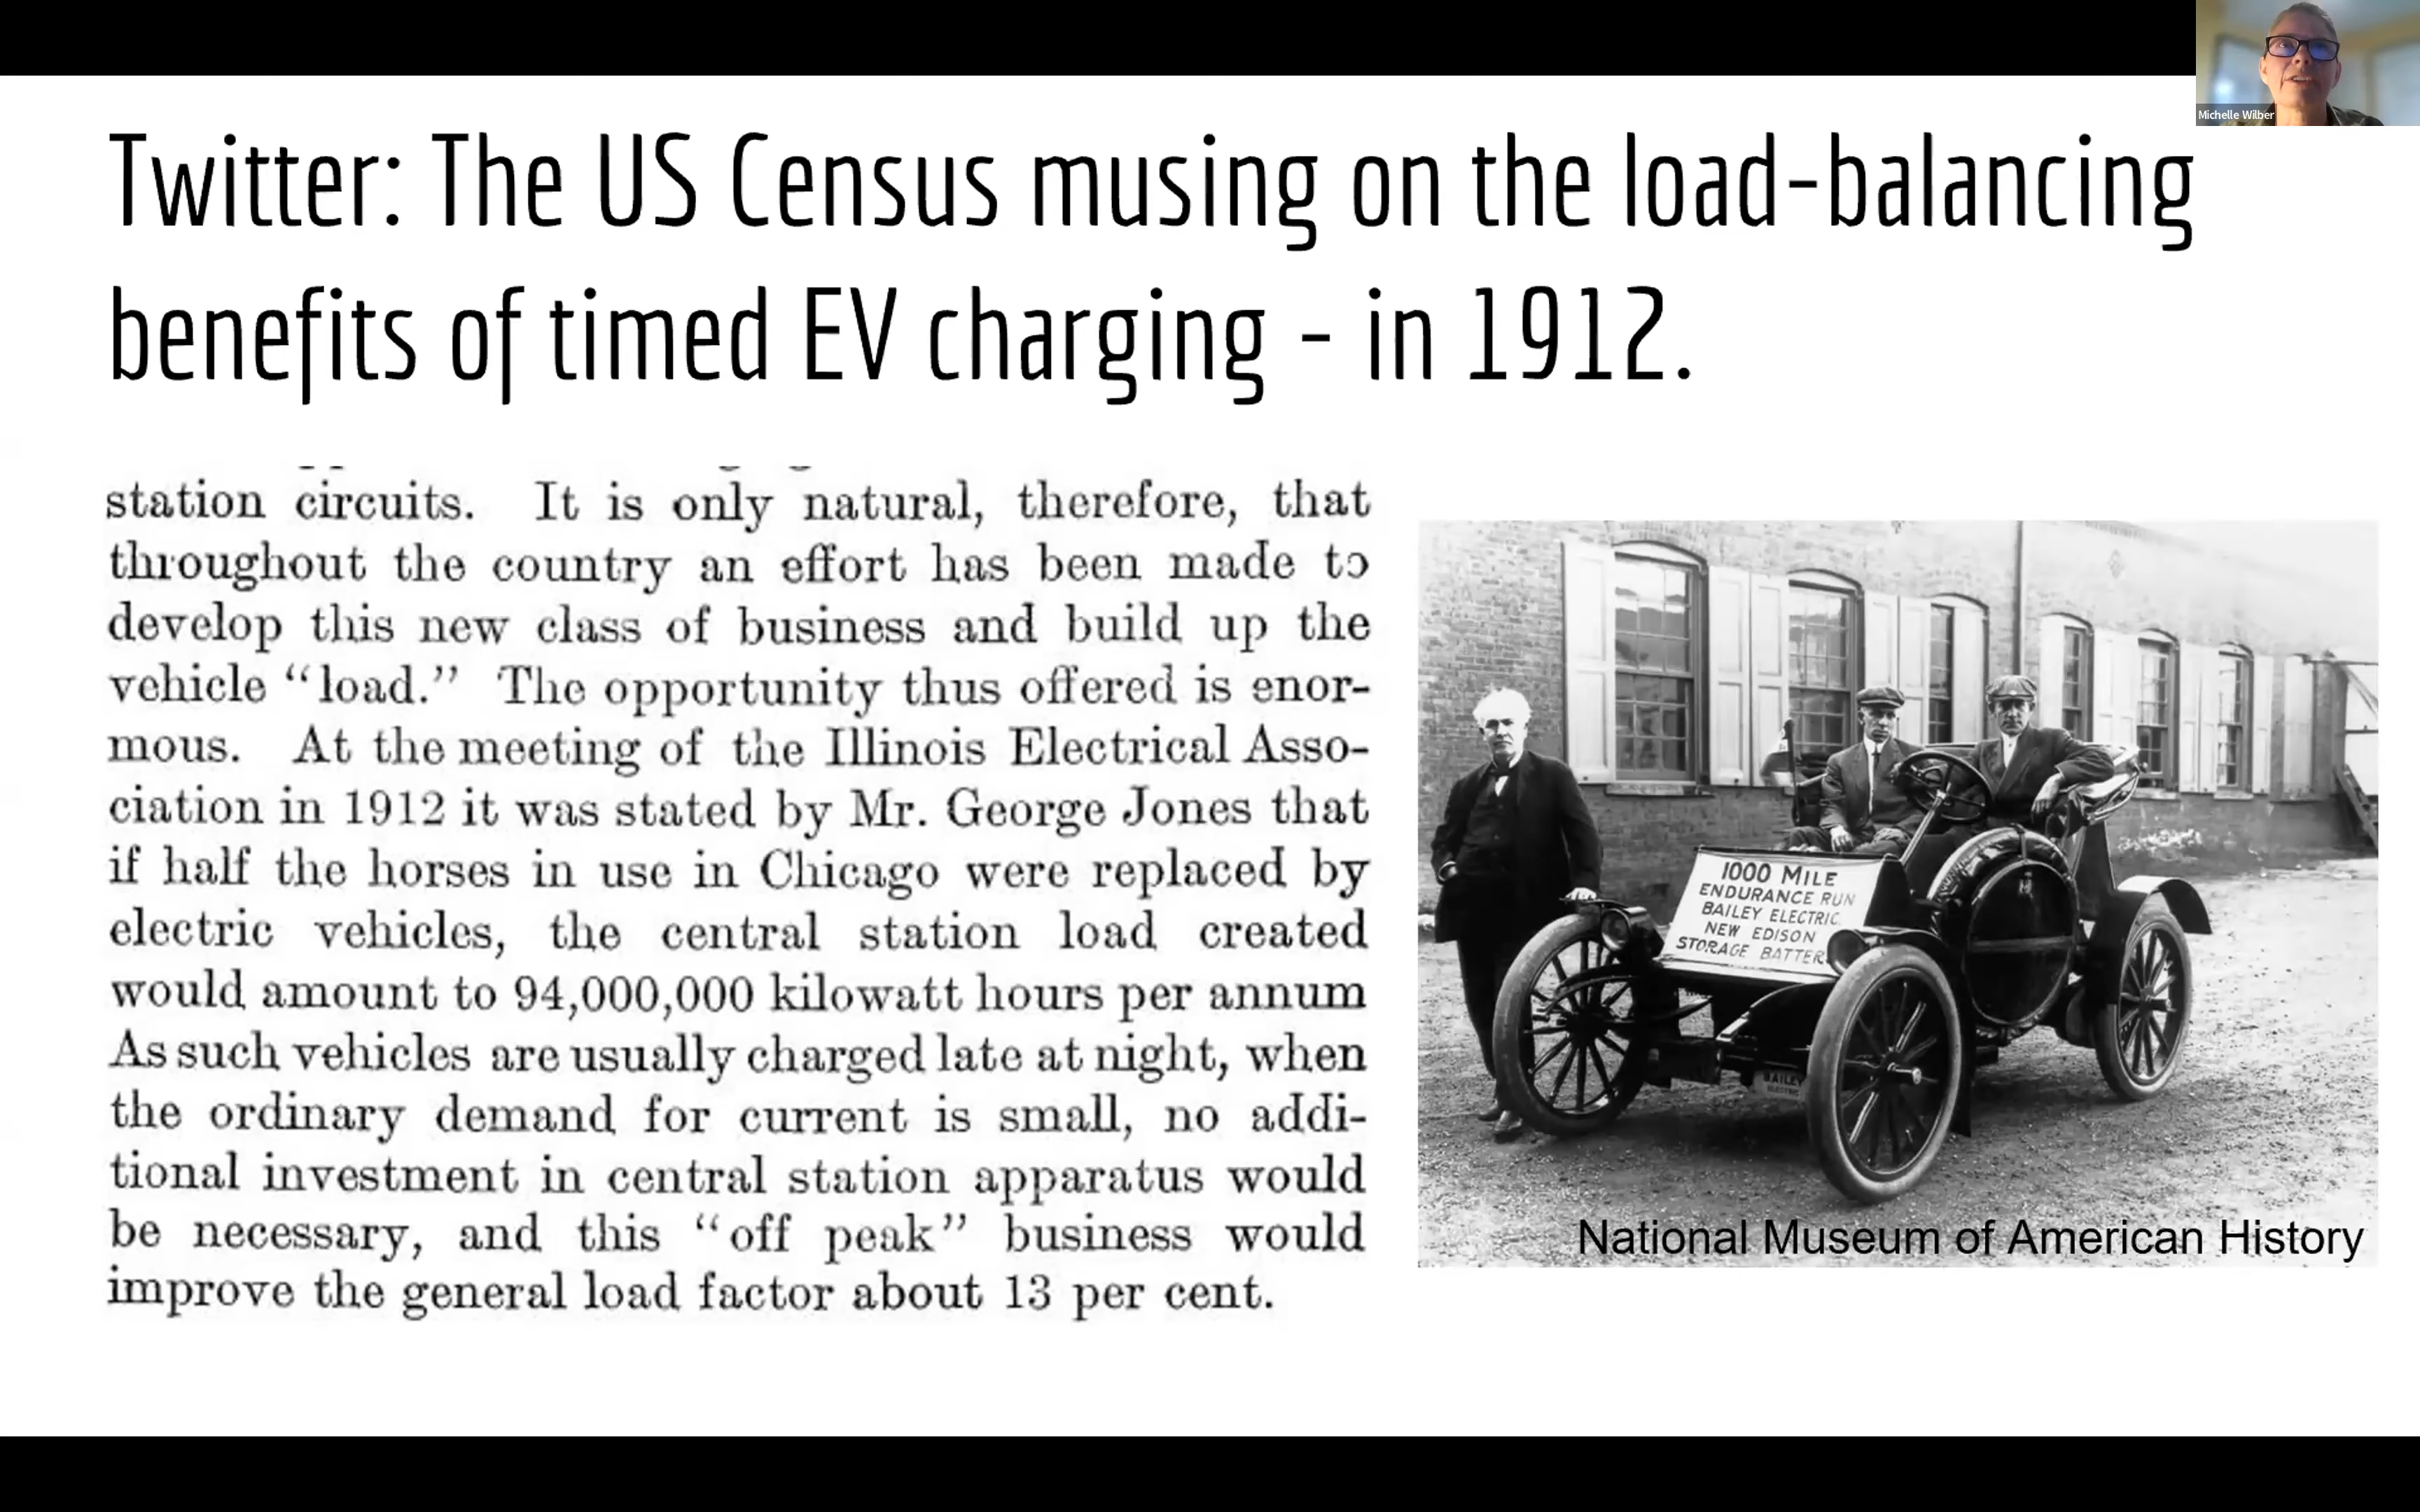 Michelle Wilber
Twitter: The US Census musing on the load-balancing
benefits of timed EV charging - in 1912.
station circuits. It is only natural, therefore, that
throughout the country an effort has been made to
develop this new class of business and build up the
vehicle “load.” The opportunity thus offered is enor-
mous. At the meeting of the Illinois Electrical Asso-
ciation in 1912 it was stated by Mr. George Jones that
if half the horses in use in Chicago were replaced by
electric vehicles, the central station load created
would amount to 94,000,000 kilowatt hours per annum
As such vehicles are usually charged late at night, when
the ordinary demand for current is small, no addi-
tional investment in central station apparatus would
be necessary, and this “off peak” business would
improve the general load factor about 13 per cent.
1000 MILE
ENDURANCE RUN
BAILEY ELECTRIC
NEW EDISON
STORAGE BATTER
BAILEY
National Museum of American History